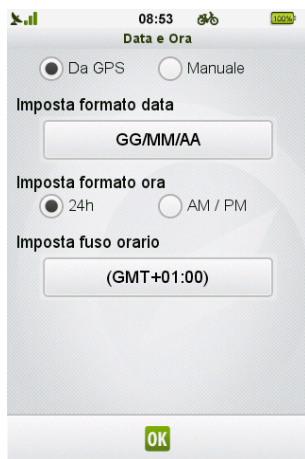 08:53 100%
Data e Ora
Da GPS Manuale
Imposta formato data
GG/MM/AA
Imposta formato ora
24h AM / PM
Imposta fuso orario
(GMT+01:00)
OK